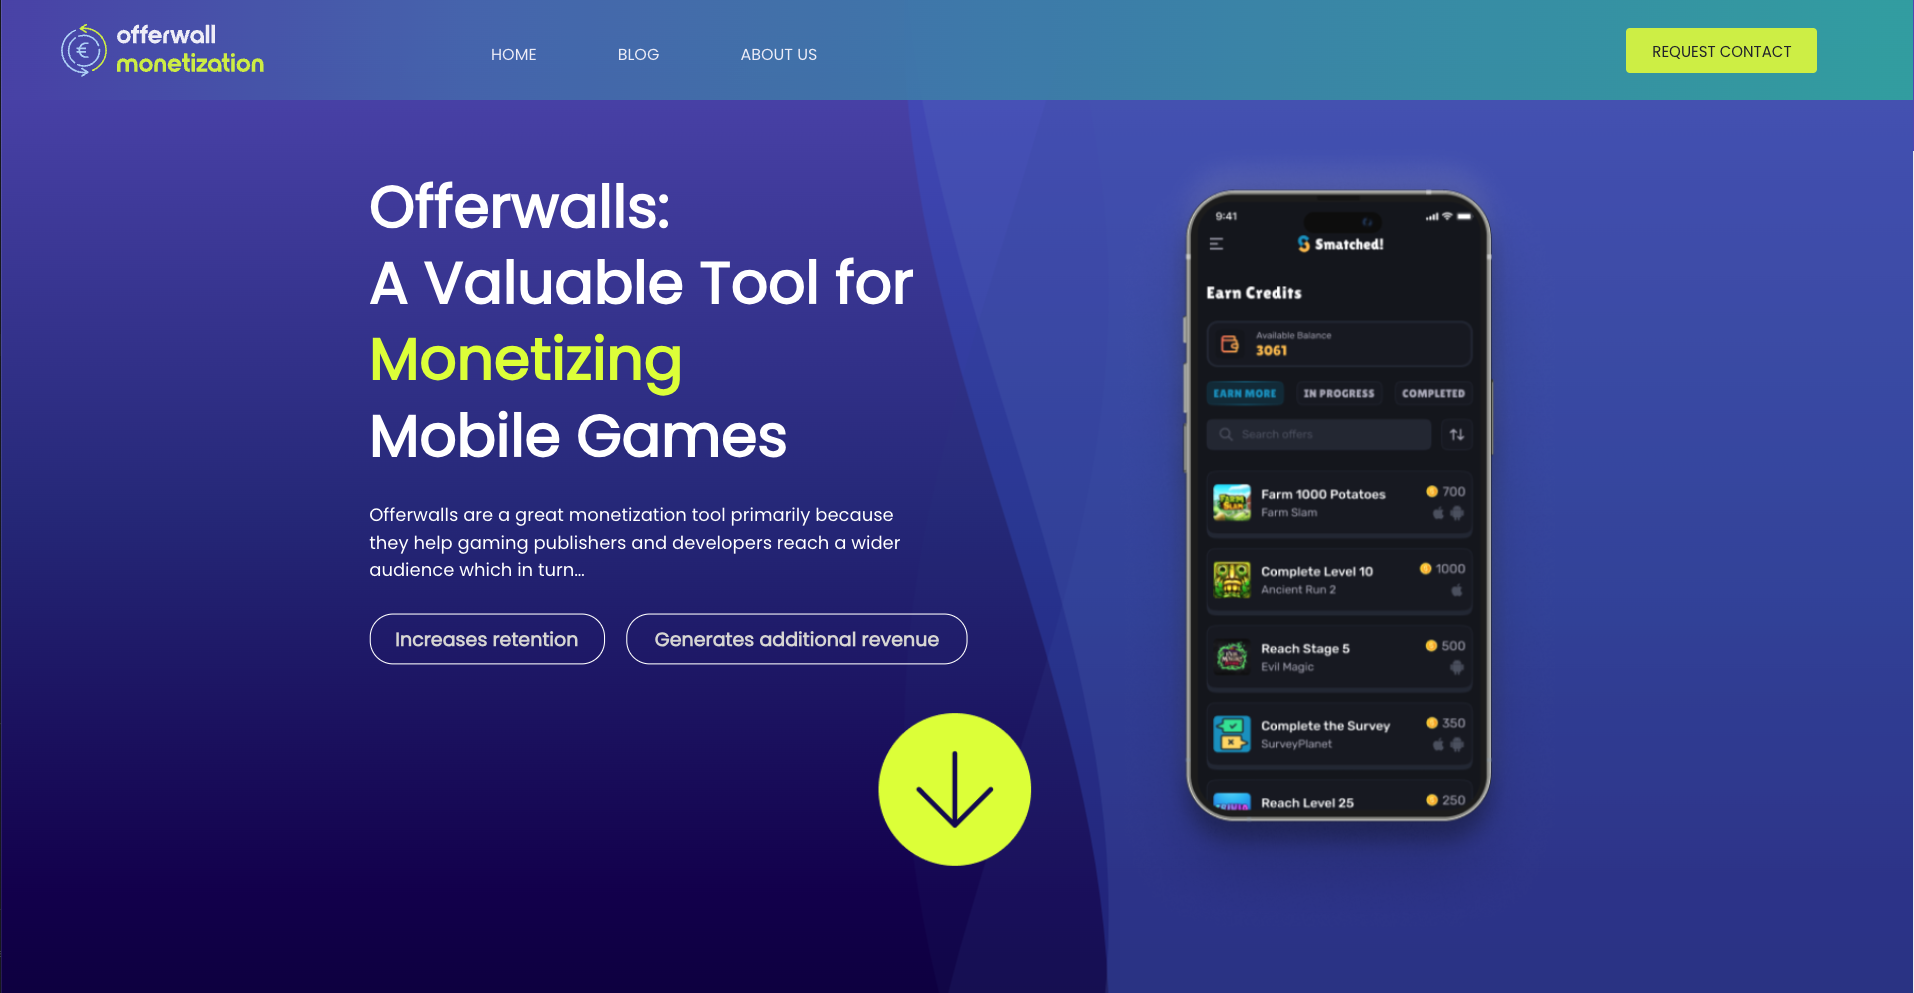 offerwall
monetization
HOME
BLOG
ABOUT US
REQUEST CONTACT
Offerwalls:
A Valuable Tool for
Monetizing
Mobile Games
Offerwalls are a great monetization tool primarily because
they help gaming publishers and developers reach a wider
audience which in turn...
Increases retention
Generates additional revenue
9:41
Smatched!
Earn Credits
Available Balance
3061
EARN MORE
IN PROGRESS
COMPLETED
Search offers
Farm 1000 Potatoes
700
Farm Slam
Complete Level 10
1000
Ancient Run 2
Reach Stage 5
500
Evil Magic
Complete the Survey
350
SurveyPlanet
Reach Level 25
250